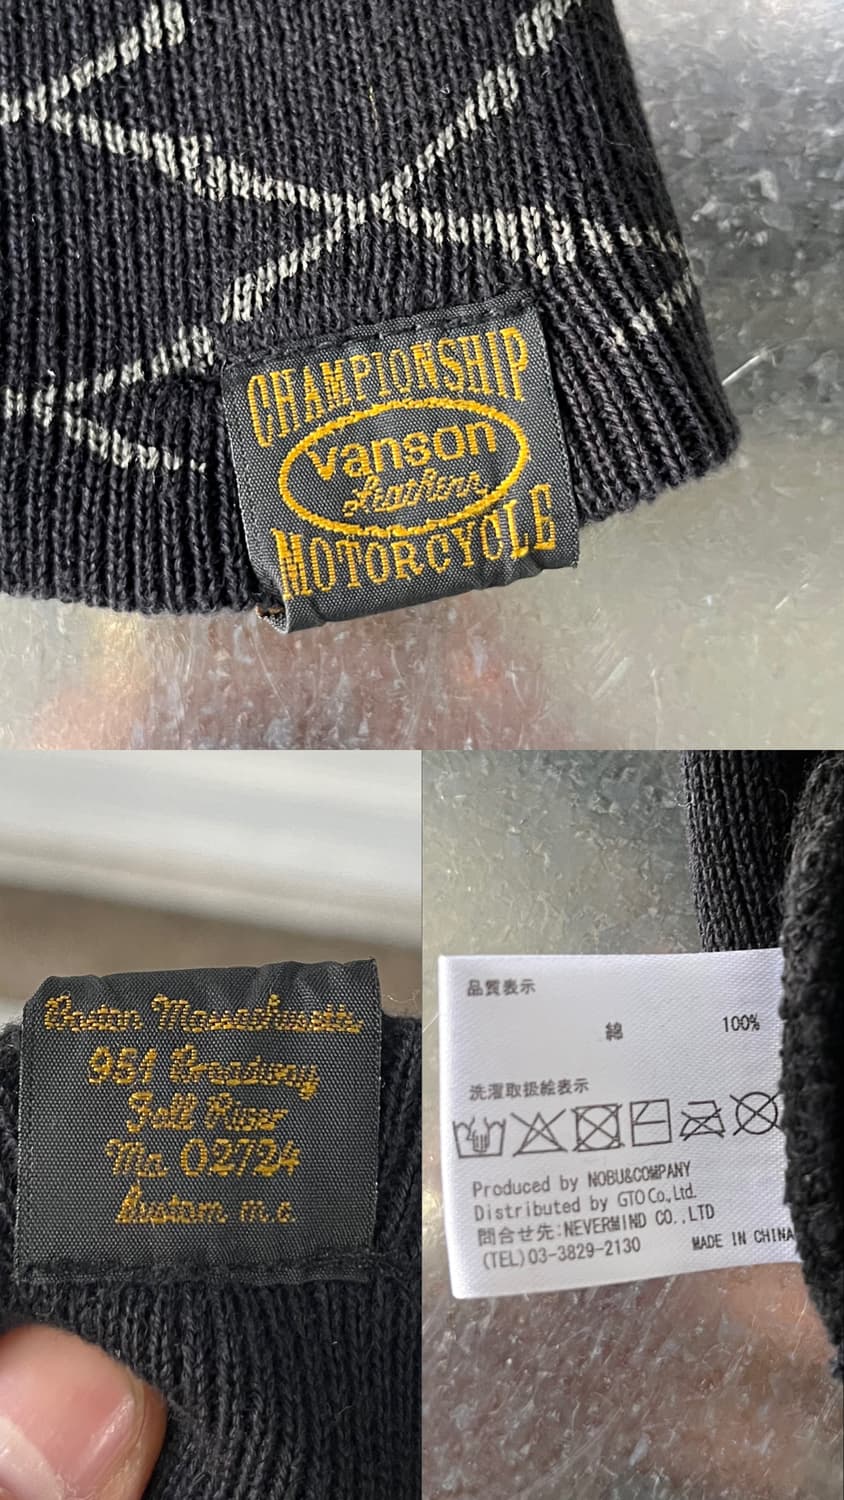 CHAMPIONSHIP
vanson
Leathers
MOTORCYCLE
Boston Massachusetts
951 Broadway
Fall River
Ma 02724
Custom m.c.
品質表示
綿 100%
洗濯取扱絵表示
Produced by NOBU&COMPANY
Distributed by GTO Co., Ltd.
問合せ先:NEVERMIND CO.,LTD
(TEL)03-3829-2130 MADE IN CHINA